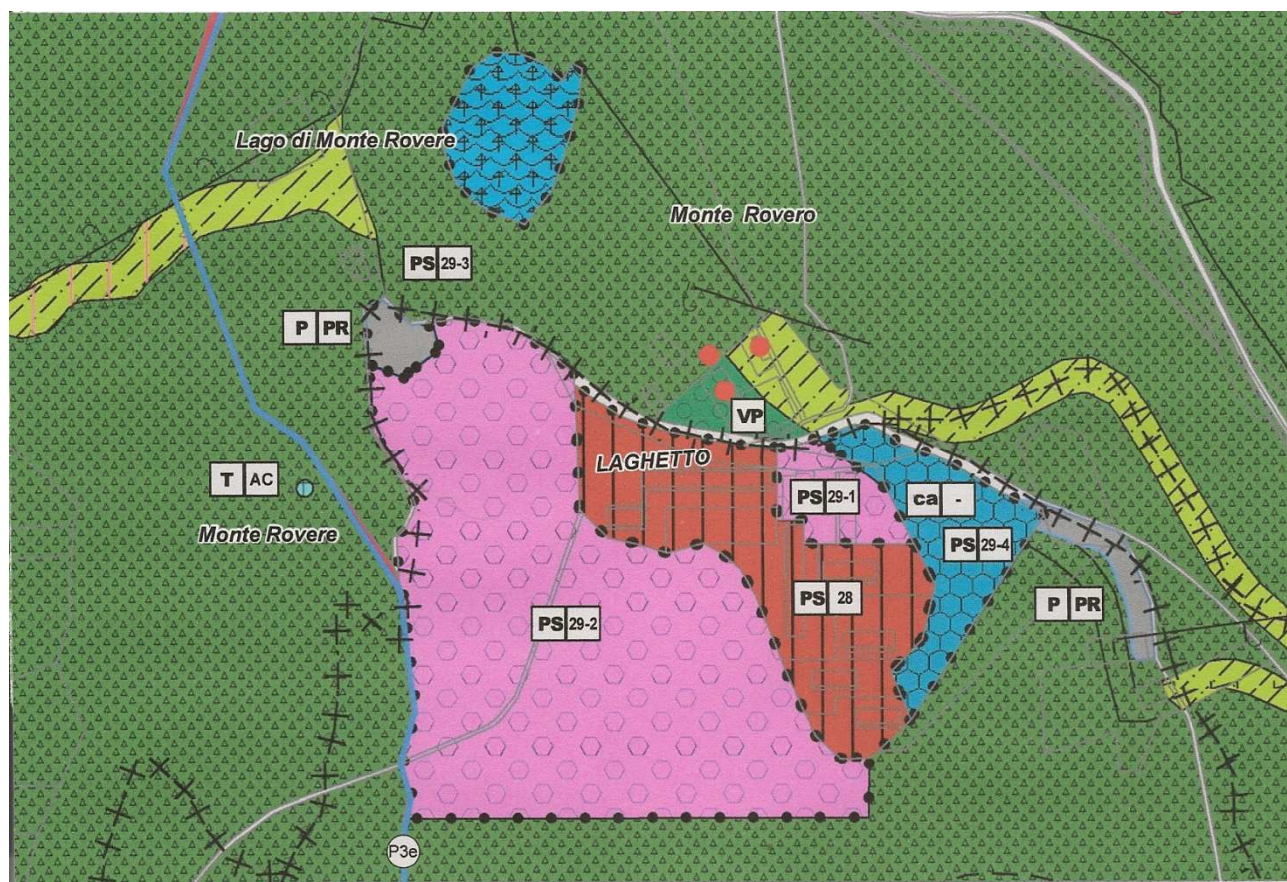 Lago di Monte Rovere
Monte Rovero
PS 29-3
P PR
VP
LAGHETTO
T AC
PS 29-1
ca -
Monte Rovere
PS 29-4
PS 28
P PR
PS 29-2
P3e